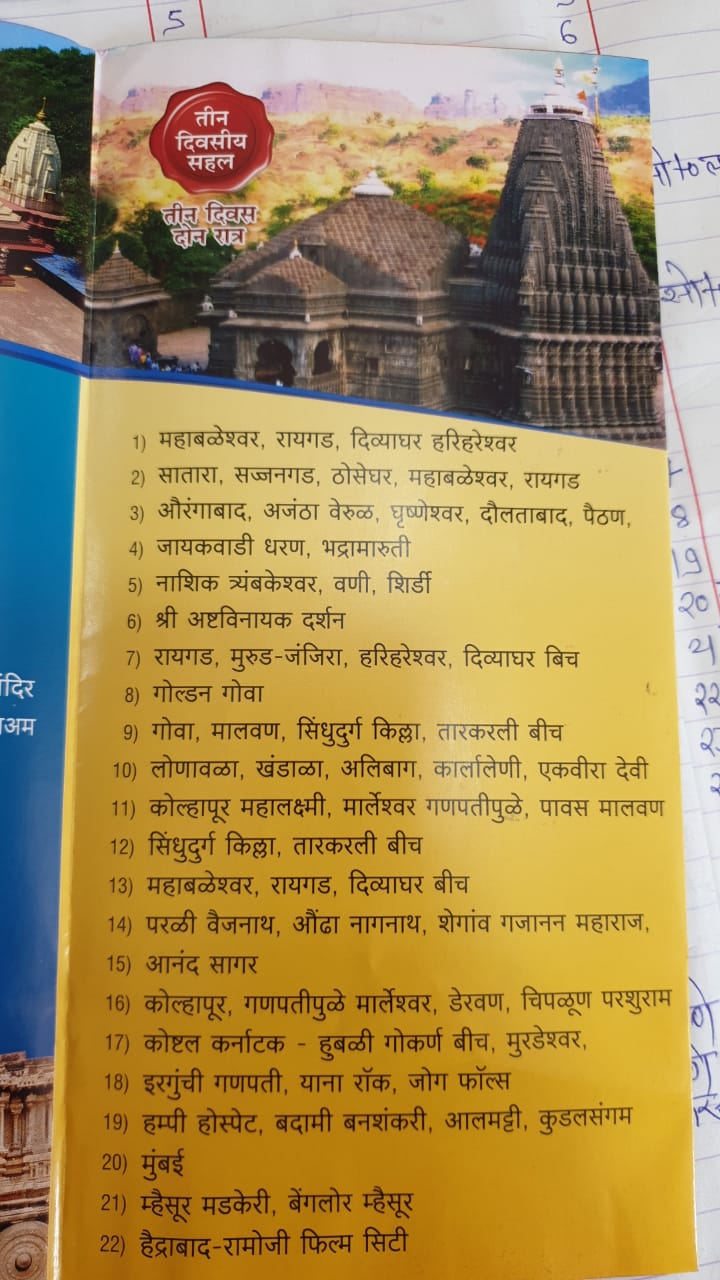 5
6
तीन
दिवसीय
सहल
तीन दिवस
दोन रात्र
1) महाबळेश्वर, रायगड, दिव्याघर हरिहरेश्वर
2) सातारा, सज्जनगड, ठोसेघर, महाबळेश्वर, रायगड
3) औरंगाबाद, अजंठा वेरुळ, घृष्णेश्वर, दौलताबाद, पैठण,
4) जायकवाडी धरण, भद्रामारुती
5) नाशिक त्र्यंबकेश्वर, वणी, शिर्डी
6) श्री अष्टविनायक दर्शन
7) रायगड, मुरुड-जंजिरा, हरिहरेश्वर, दिव्याघर बिच
8) गोल्डन गोवा
9) गोवा, मालवण, सिंधुदुर्ग किल्ला, तारकरली बीच
10) लोणावळा, खंडाळा, अलिबाग, कार्लालेणी, एकवीरा देवी
11) कोल्हापूर महालक्ष्मी, मार्लेश्वर गणपतीपुळे, पावस मालवण
12) सिंधुदुर्ग किल्ला, तारकरली बीच
13) महाबळेश्वर, रायगड, दिव्याघर बीच
14) परळी वैजनाथ, औंढा नागनाथ, शेगांव गजानन महाराज,
15) आनंद सागर
16) कोल्हापूर, गणपतीपुळे मार्लेश्वर, डेरवण, चिपळूण परशुराम
17) कोष्टल कर्नाटक - हुबळी गोकर्ण बीच, मुरडेश्वर,
18) इरगुंची गणपती, याना रॉक, जोग फॉल्स
19) हम्पी होस्पेट, बदामी बनशंकरी, आलमट्टी, कुडलसंगम
20) मुंबई
21) म्हैसूर मडकेरी, बेंगलोर म्हैसूर
22) हैद्राबाद-रामोजी फिल्म सिटी
8
19
20